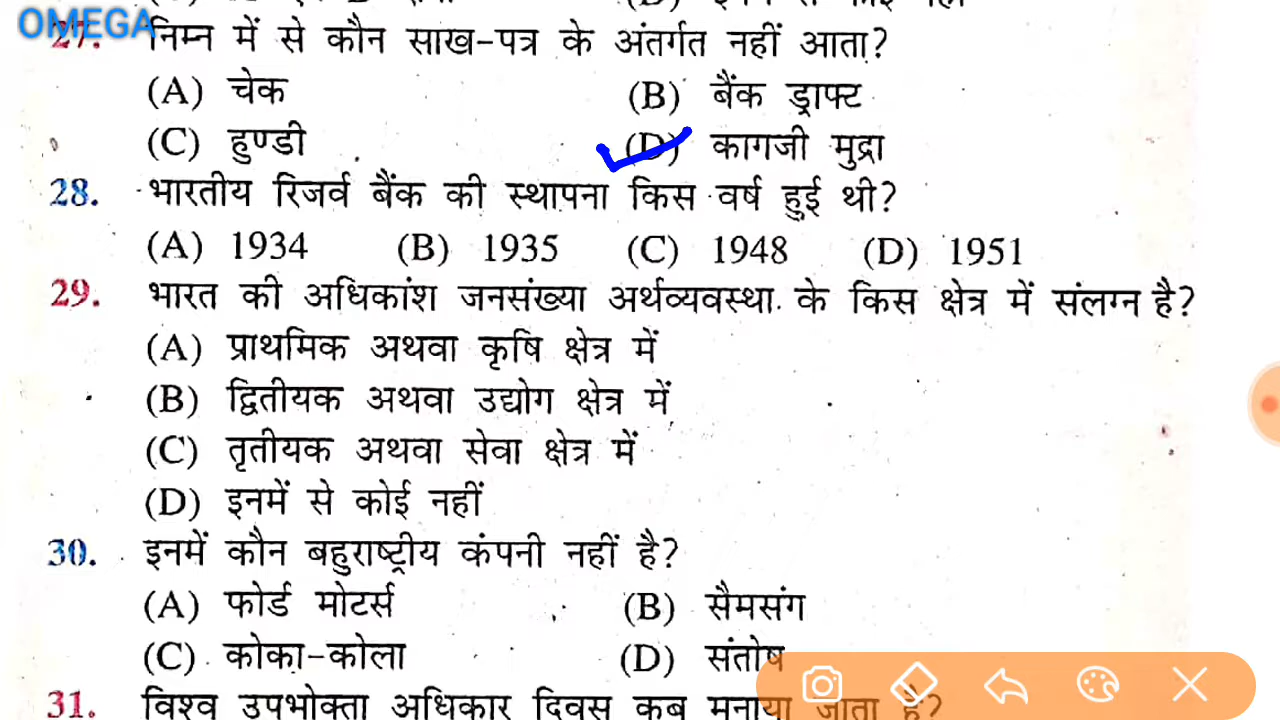 OMEGA
27. निम्न में से कौन साख-पत्र के अंतर्गत नहीं आता?
(A) चेक (B) बैंक ड्राफ्ट
(C) हुण्डी (D) कागजी मुद्रा
28. भारतीय रिजर्व बैंक की स्थापना किस वर्ष हुई थी?
(A) 1934 (B) 1935 (C) 1948 (D) 1951
29. भारत की अधिकांश जनसंख्या अर्थव्यवस्था के किस क्षेत्र में संलग्न है?
(A) प्राथमिक अथवा कृषि क्षेत्र में
(B) द्वितीयक अथवा उद्योग क्षेत्र में
(C) तृतीयक अथवा सेवा क्षेत्र में
(D) इनमें से कोई नहीं
30. इनमें कौन बहुराष्ट्रीय कंपनी नहीं है?
(A) फोर्ड मोटर्स (B) सैमसंग
(C) कोका-कोला (D) संतोष
31. विश्व उपभोक्ता अधिकार दिवस कब मनाया जाता है?